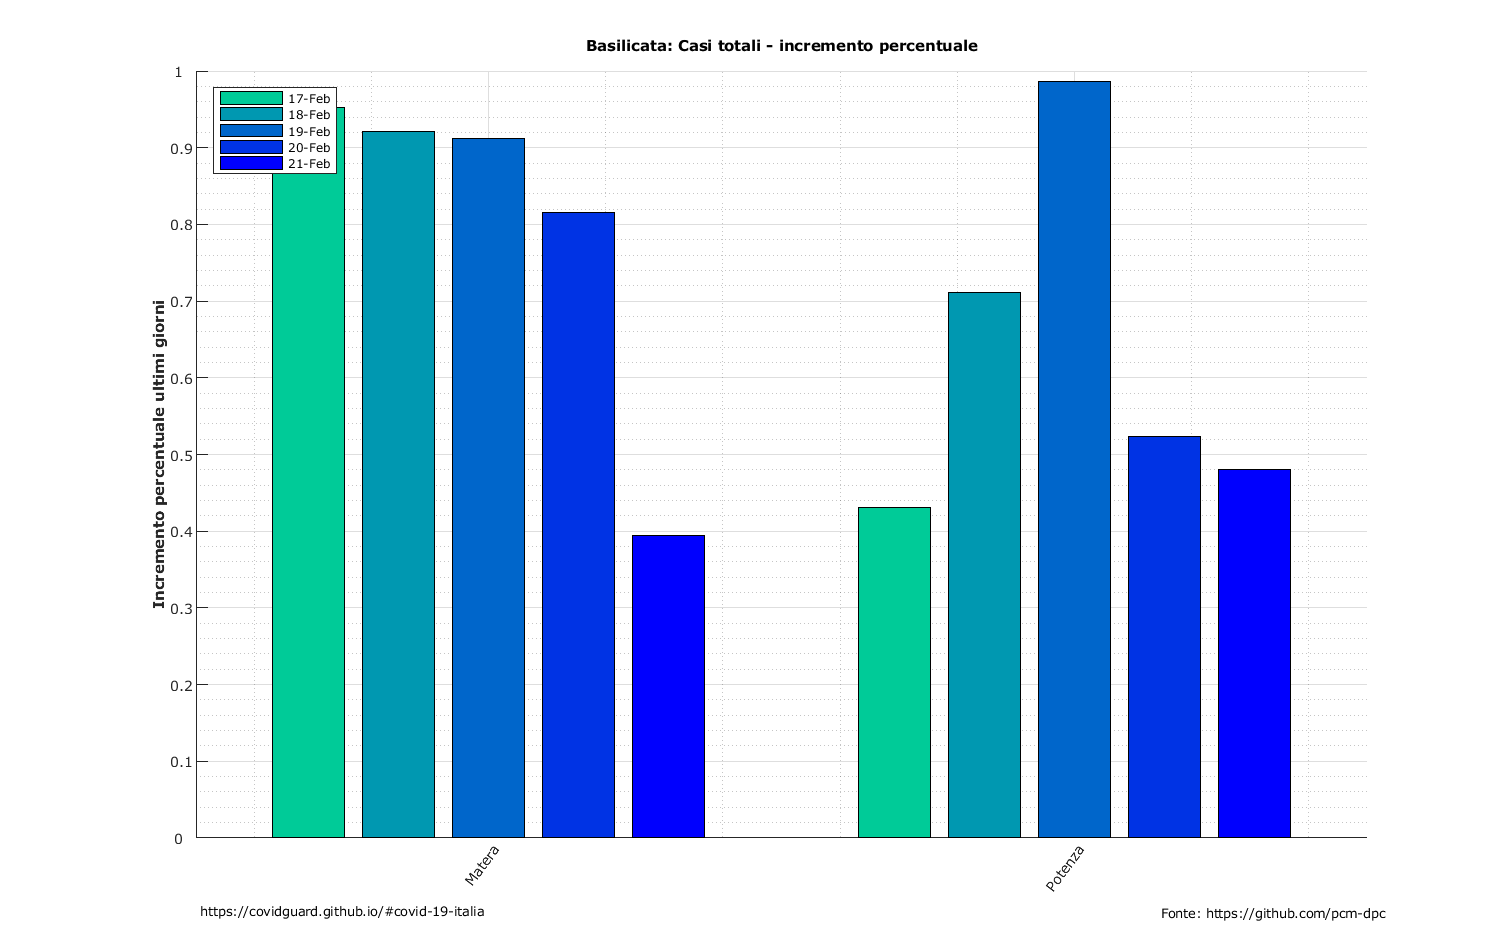 Basilicata: Casi totali - incremento percentuale
Incremento percentuale ultimi giorni
1
0.9
0.8
0.7
0.6
0.5
0.4
0.3
0.2
0.1
0
17-Feb
18-Feb
19-Feb
20-Feb
21-Feb
Matera
Potenza
https://covidguard.github.io/#covid-19-italia
Fonte: https://github.com/pcm-dpc